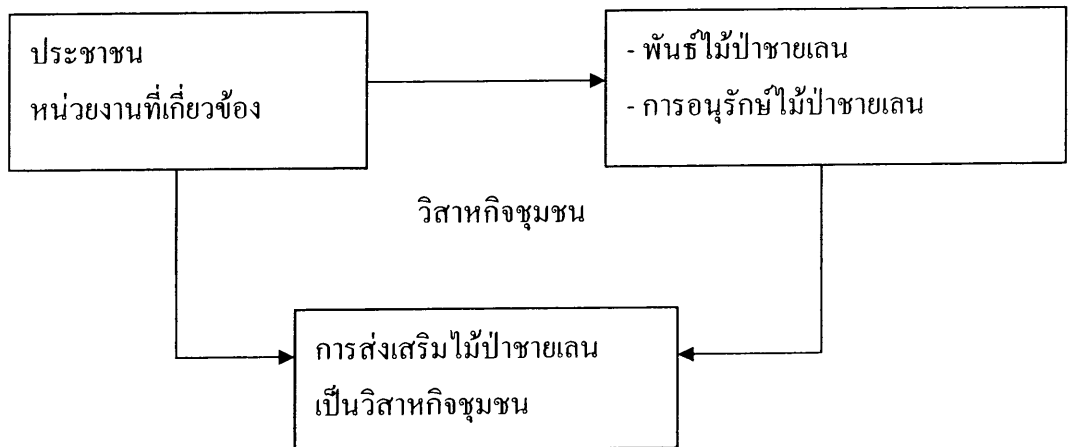 ประชาชน
หน่วยงานที่เกี่ยวข้อง
- พันธ์ไม้ป่าชายเลน
- การอนุรักษ์ไม้ป่าชายเลน
วิสาหกิจชุมชน
การส่งเสริมไม้ป่าชายเลน
เป็นวิสาหกิจชุมชน